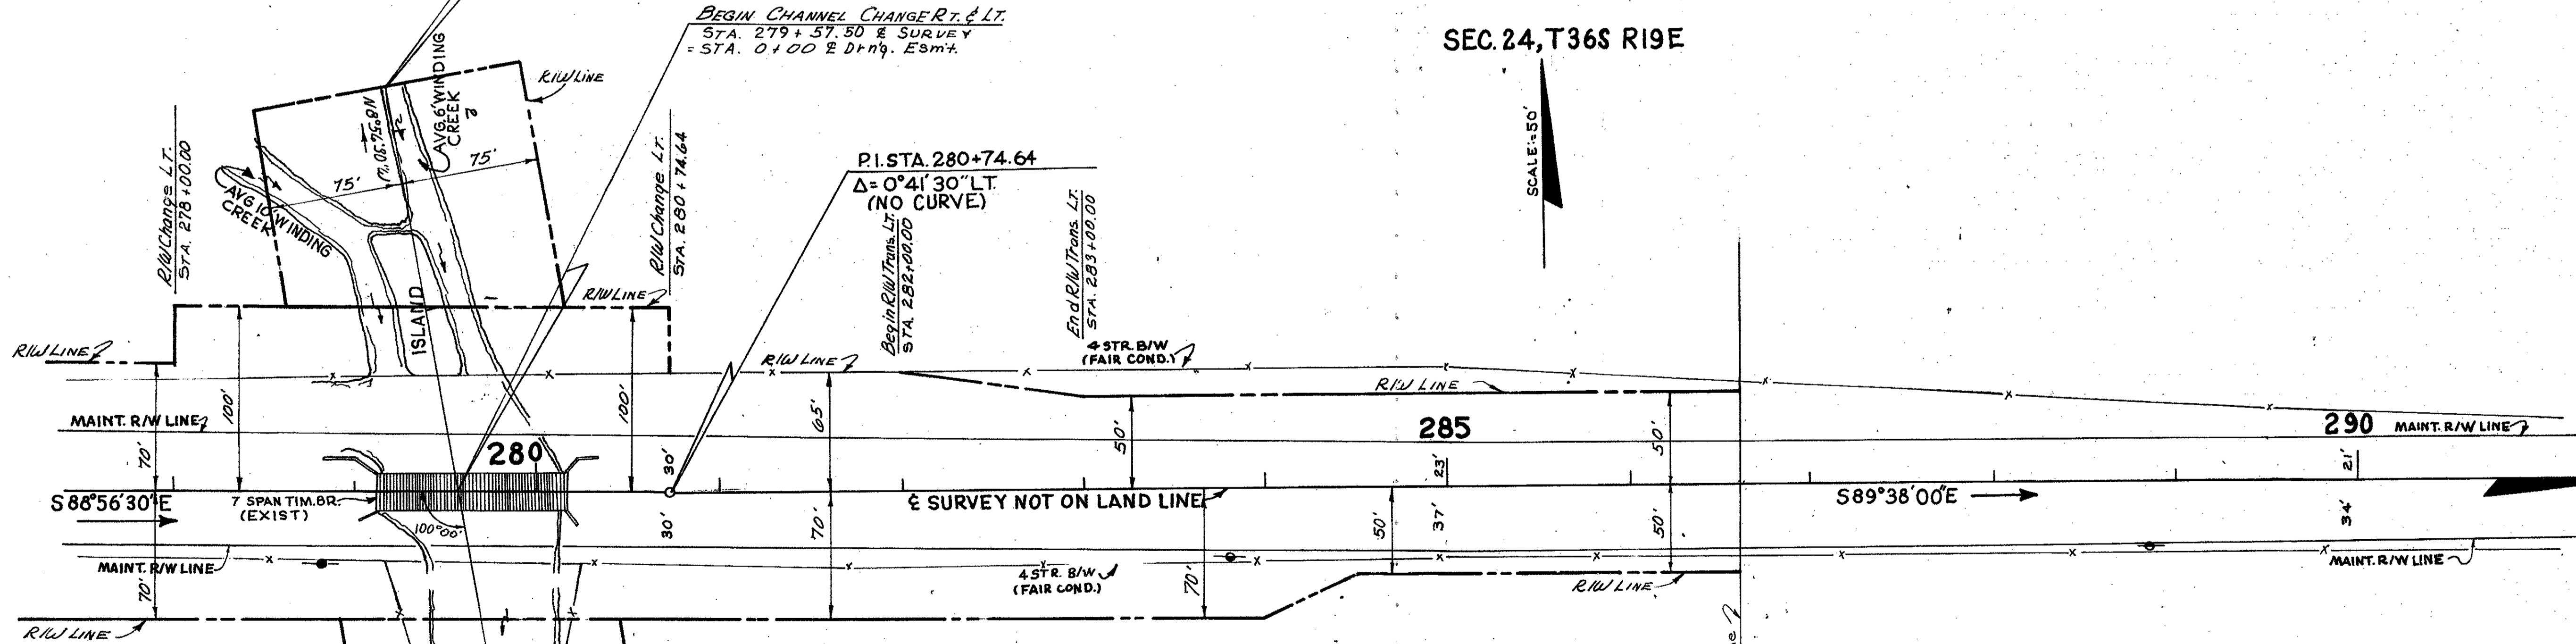 BEGIN CHANNEL CHANGE RT. & LT.
STA. 279+57.50 ℄ SURVEY
= STA. 0+00 ℄ Drn'g. Esm't.
SEC. 24, T36S R19E
SCALE:=50'
R/W LINE
N8°56'30"W
AVG. 6' WINDING
CREEK
75'
75'
AVG 10' WINDING
CREEK
ISLAND
R/W Change LT.
STA. 278+00.00
R/W Change LT.
STA. 280+74.64
P.I. STA. 280+74.64
Δ= 0°41'30" LT.
(NO CURVE)
Begin R/W Trans. LT.
STA. 282+00.00
End R/W Trans. LT.
STA. 283+00.00
R/W LINE
R/W LINE
R/W LINE
4 STR. B/W
(FAIR COND.)
R/W LINE
100'
100'
65'
50'
50'
MAINT. R/W LINE
280
285
290
MAINT. R/W LINE
70'
30'
23'
21'
S88°56'30"E
7 SPAN TIM. BR.
(EXIST)
100°00'
℄ SURVEY NOT ON LAND LINE
S89°38'00"E
30'
70'
50'
37'
50'
34'
MAINT. R/W LINE
4 STR. B/W
(FAIR COND.)
MAINT. R/W LINE
70'
70'
R/W LINE
R/W LINE